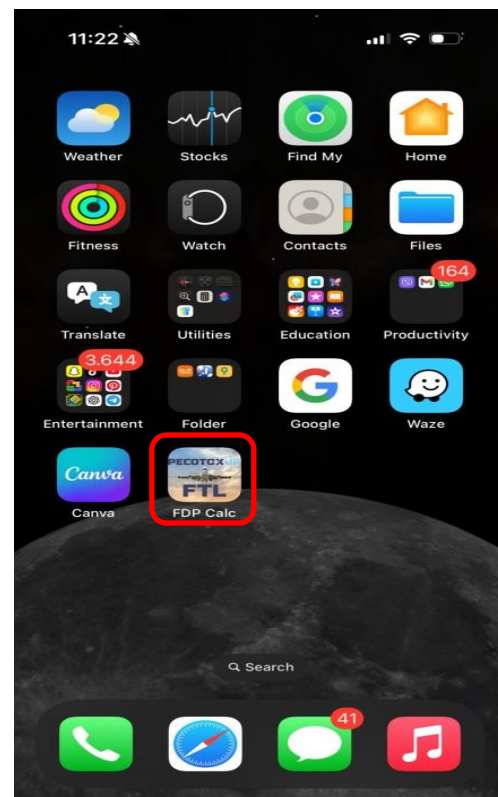 11:22
Weather
Stocks
Find My
Home
Fitness
Watch
Contacts
Files
A
164
Translate
Utilities
Education
Productivity
3.644
G
Entertainment
Folder
Google
Waze
Canva
PECOTOX
FTL
Canva
FDP Calc
Search
41